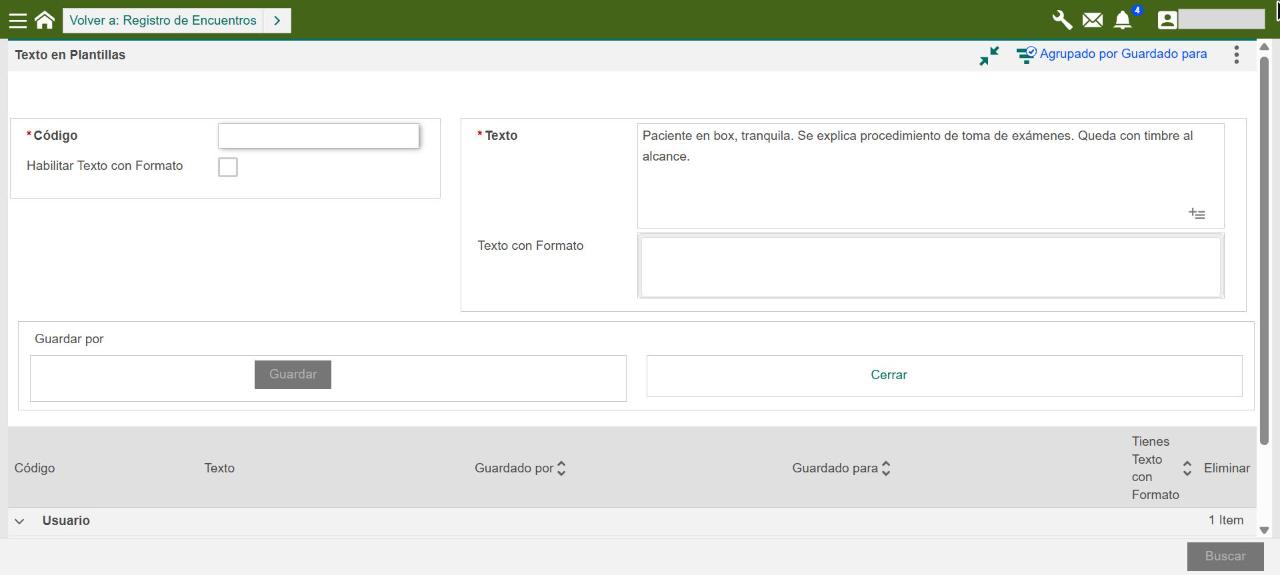 Volver a: Registro de Encuentros
4
Texto en Plantillas
Agrupado por Guardado para
*Código
Habilitar Texto con Formato
*Texto
Paciente en box, tranquila. Se explica procedimiento de toma de exámenes. Queda con timbre al
alcance.
Texto con Formato
Guardar por
Guardar
Cerrar
Código
Texto
Guardado por
Guardado para
Tienes
Texto
con
Formato
Eliminar
Usuario
1 Item
Buscar